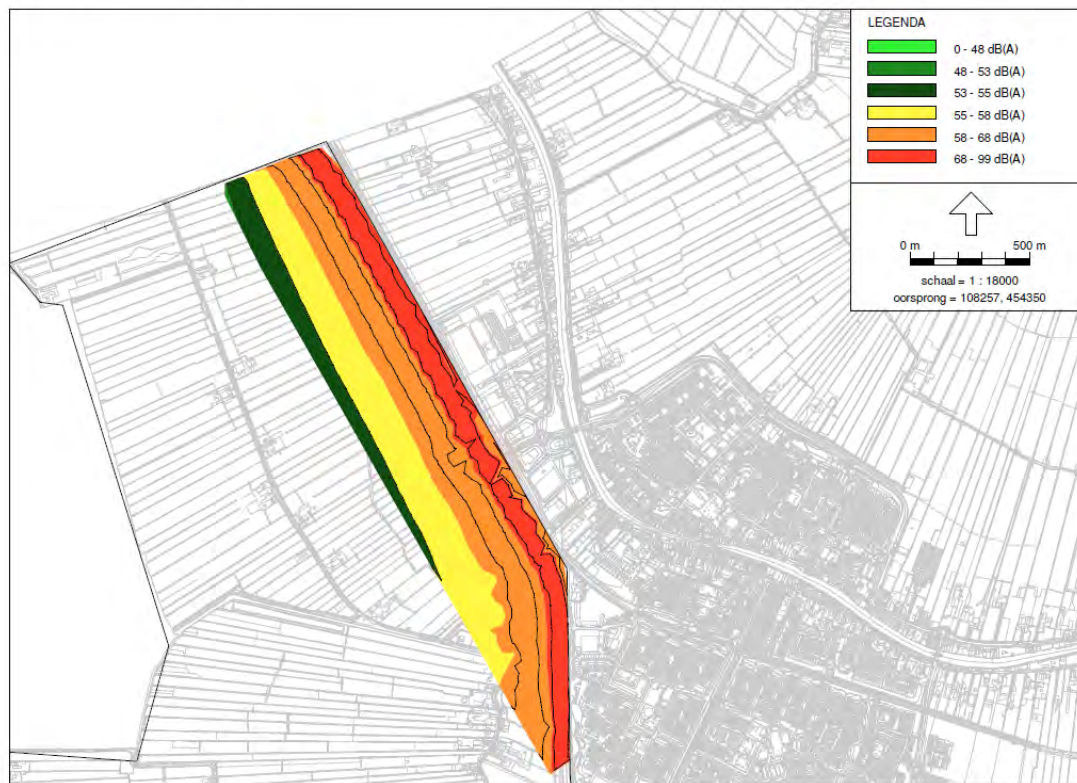 LEGENDA
0 - 48 dB(A)
48 - 53 dB(A)
53 - 55 dB(A)
55 - 58 dB(A)
58 - 68 dB(A)
68 - 99 dB(A)
0 m 500 m
schaal = 1 : 18000
oorsprong = 108257, 454350